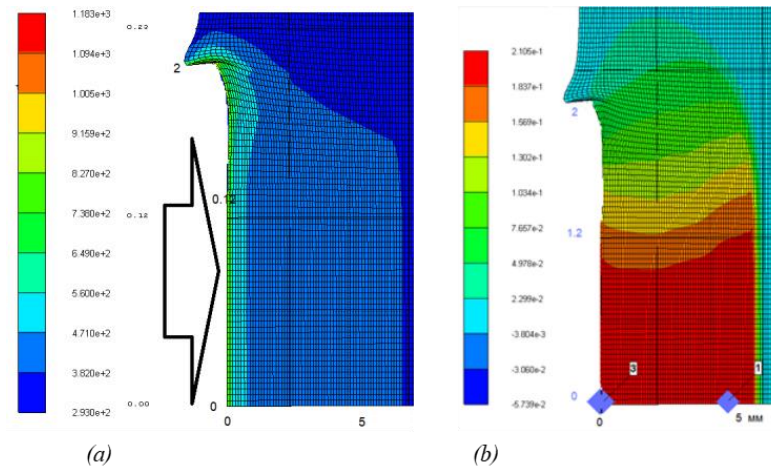 1.183e+3
1.094e+3
1.005e+3
9.159e+2
8.270e+2
7.380e+2
6.490e+2
5.600e+2
4.710e+2
3.820e+2
2.930e+2
0.12
0.00
2
0.12
0
0
5
(a)
2.105e-1
1.837e-1
1.569e-1
1.302e-1
1.034e-1
7.657e-2
4.978e-2
2.299e-2
-3.804e-3
-3.060e-2
-5.739e-2
2
1.2
0
3
1
0
5 мм
(b)